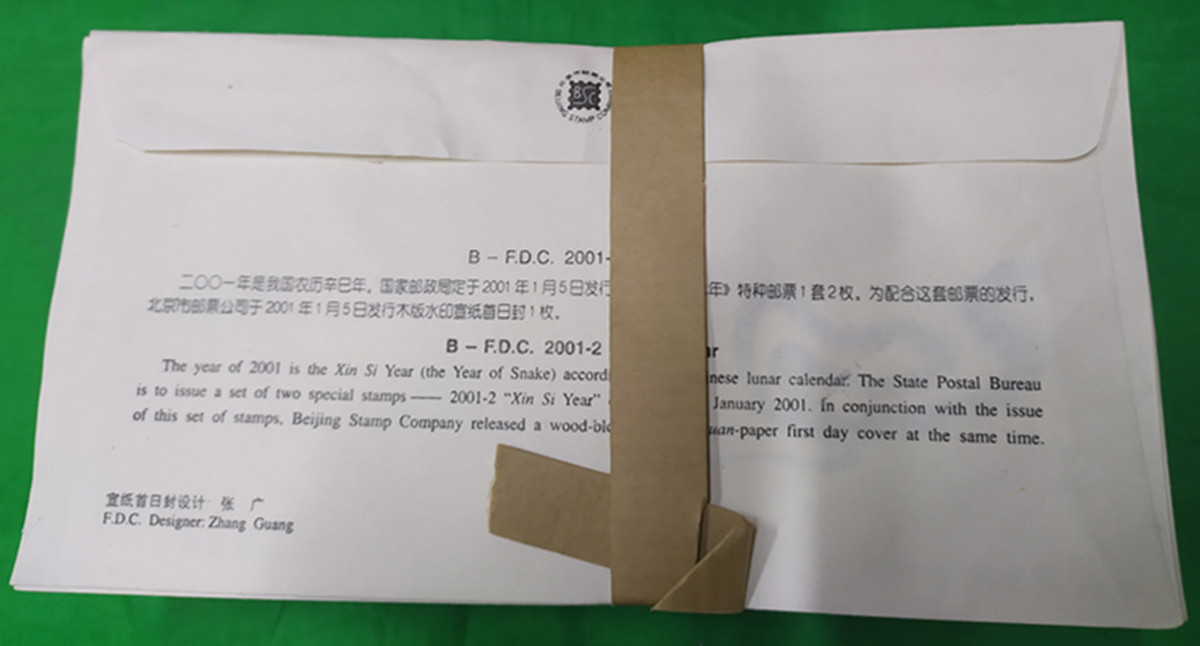 BSC
BEIJING STAMP COM
B – F.D.C. 2001-
二〇〇一年是我国农历辛巳年。国家邮政局定于2001年1月5日发行 年》特种邮票1套2枚。为配合这套邮票的发行，
北京市邮票公司于2001年1月5日发行木版水印宣纸首日封1枚。
B – F.D.C. 2001-2 ar
The year of 2001 is the Xin Si Year (the Year of Snake) accordi nese lunar calendar. The State Postal Bureau
is to issue a set of two special stamps —— 2001-2 "Xin Si Year" January 2001. In conjunction with the issue
of this set of stamps, Beijing Stamp Company released a wood-blo uan-paper first day cover at the same time.
宣纸首日封设计：张 广
F.D.C. Designer: Zhang Guang